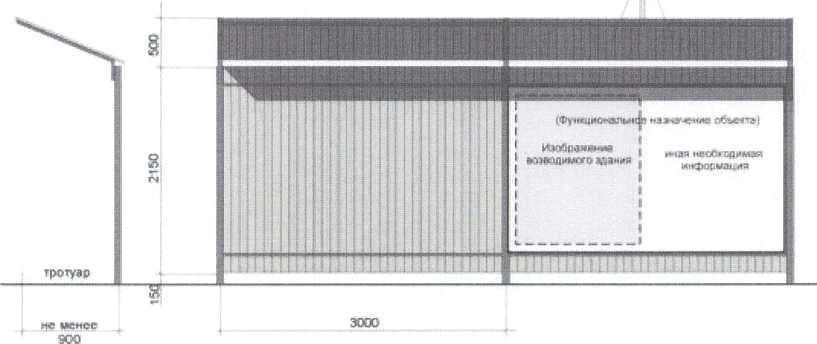 500
2150
150
(Функциональное назначение объекта)
Изображение
возводимого здания
иная необходимая
информация
тротуар
не менее
900
3000